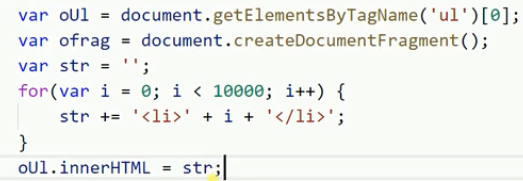 var oUl = document.getElementsByTagName('ul')[0];
var ofrag = document.createDocumentFragment();
var str = '';
for(var i = 0; i < 10000; i++) {
    str += '<li>' + i + '</li>';
}
oUl.innerHTML = str;